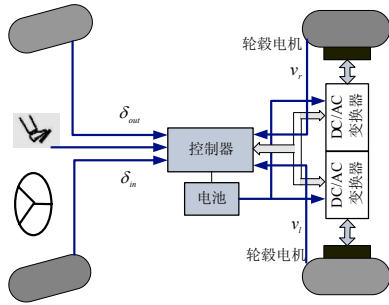 轮毂电机
v_r
δ_out
DC/AC
变换器
控制器
δ_in
DC/AC
变换器
电池
v_l
轮毂电机